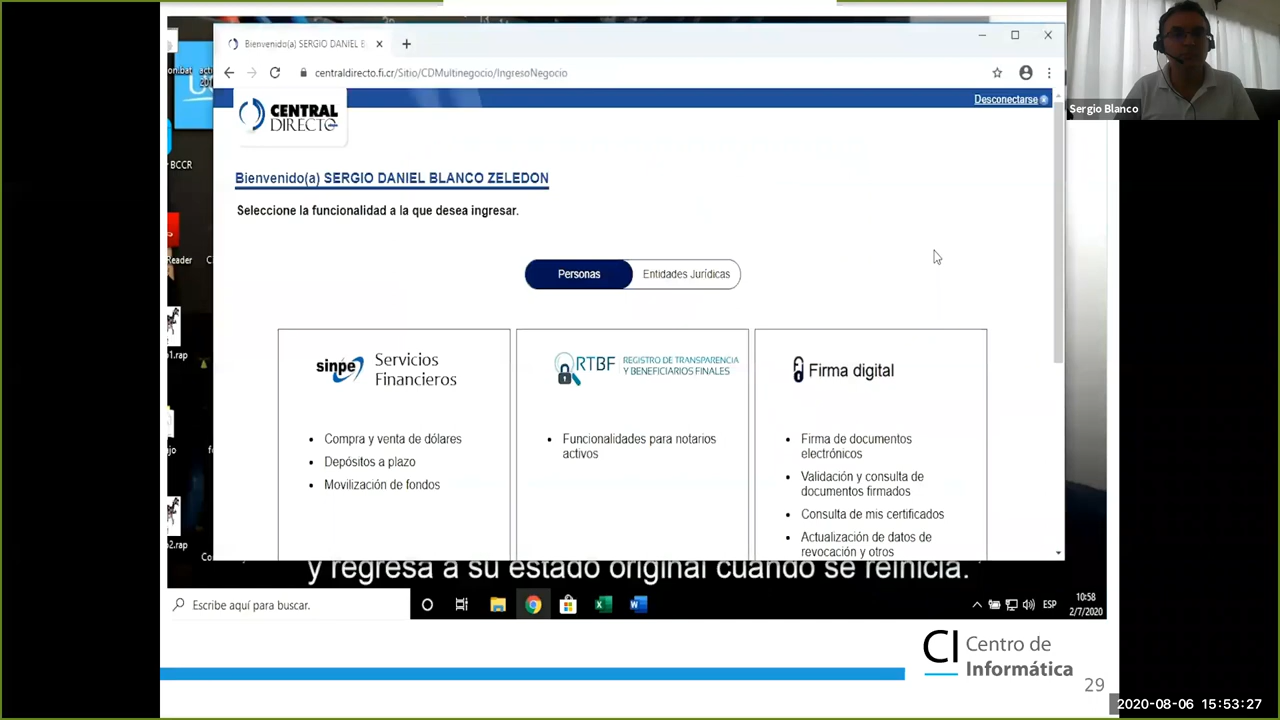 Bienvenido(a) SERGIO DANIEL B
centraldirecto.fi.cr/Sitio/CDMultinegocio/IngresoNegocio
Desconectarse
CENTRAL
DIRECTO
Sergio Blanco
BCCR
Bienvenido(a) SERGIO DANIEL BLANCO ZELEDON
Seleccione la funcionalidad a la que desea ingresar.
Reader
Personas
Entidades Jurídicas
sinpe Servicios
Financieros
Compra y venta de dólares
Depósitos a plazo
Movilización de fondos
RTBF REGISTRO DE TRANSPARENCIA
Y BENEFICIARIOS FINALES
Funcionalidades para notarios
activos
Firma digital
Firma de documentos
electrónicos
Validación y consulta de
documentos firmados
Consulta de mis certificados
Actualización de datos de
revocación y otros
y regresa a su estado original cuando se reinicia.
Escribe aquí para buscar.
ESP
10:58
2/7/2020
CI Centro de
Informática
29
2020-08-06 15:53:27